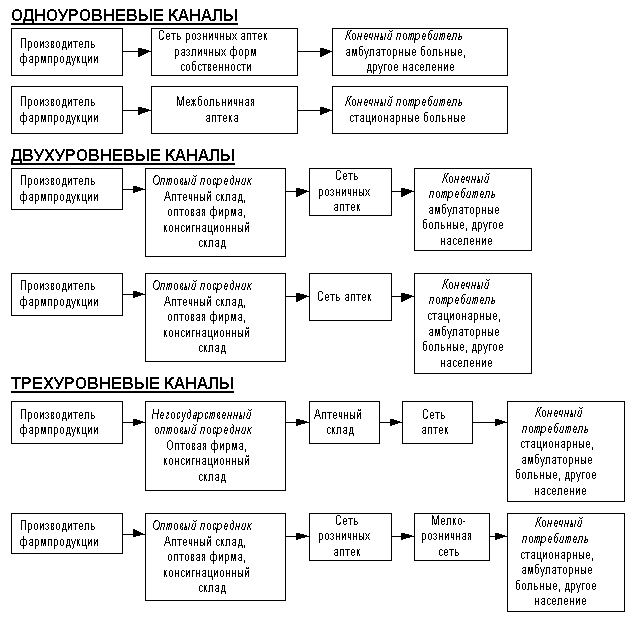 ОДНОУРОВНЕВЫЕ КАНАЛЫ
Производитель
фармпродукции
Сеть розничных аптек
различных форм
собственности
Конечный потребитель
амбулаторные больные,
другое население
Производитель
фармпродукции
Межбольничная
аптека
Конечный потребитель
стационарные больные
ДВУХУРОВНЕВЫЕ КАНАЛЫ
Производитель
фармпродукции
Оптовый посредник
Аптечный склад,
оптовая фирма,
консигнационный
склад
Сеть
розничных
аптек
Конечный
потребитель
амбулаторные
больные, другое
население
Производитель
фармпродукции
Оптовый посредник
Аптечный склад,
оптовая фирма,
консигнационный
склад
Сеть аптек
Конечный
потребитель
стационарные,
амбулаторные
больные, другое
население
ТРЕХУРОВНЕВЫЕ КАНАЛЫ
Производитель
фармпродукции
Негосударственный
оптовый посредник
Оптовая фирма,
консигнационный
склад
Аптечный
склад
Сеть
аптек
Конечный
потребитель
стационарные,
амбулаторные
больные, другое
население
Производитель
фармпродукции
Оптовый посредник
Аптечный склад,
оптовая фирма,
консигнационный
склад
Сеть
розничных
аптек
Мелко-
розничная
сеть
Конечный
потребитель
стационарные,
амбулаторные
больные, другое
население